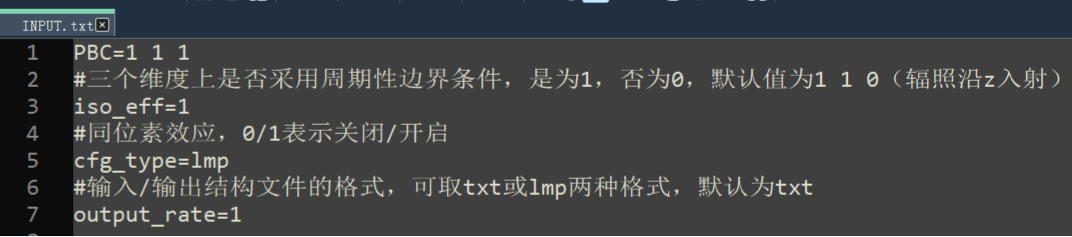 INPUT.txt
1 PBC=1 1 1
2 #三个维度上是否采用周期性边界条件，是为1，否为0，默认值为1 1 0（辐照沿z入射）
3 iso_eff=1
4 #同位素效应，0/1表示关闭/开启
5 cfg_type=lmp
6 #输入/输出结构文件的格式，可取txt或lmp两种格式，默认为txt
7 output_rate=1